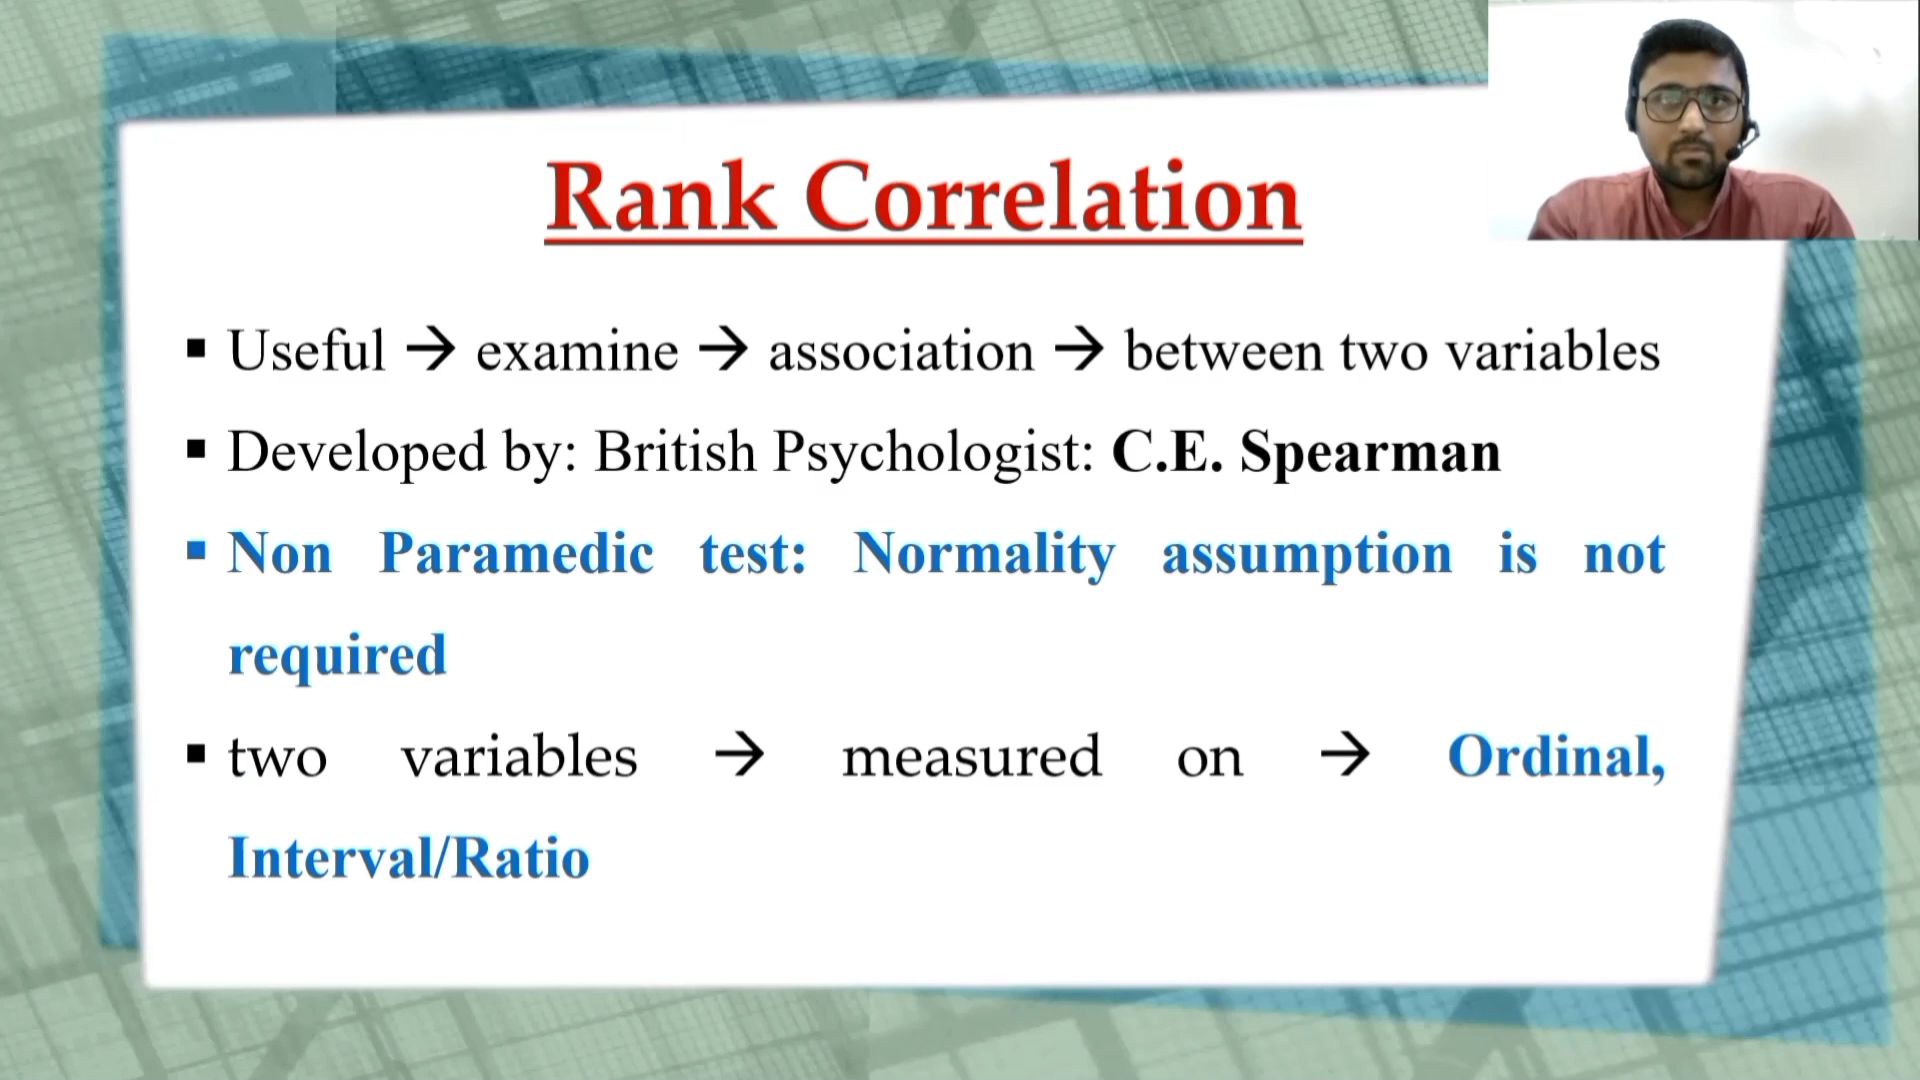 Rank Correlation
▪ Useful → examine → association → between two variables
▪ Developed by: British Psychologist: C.E. Spearman
▪ Non Paramedic test: Normality assumption is not
required
▪ two variables → measured on → Ordinal,
Interval/Ratio